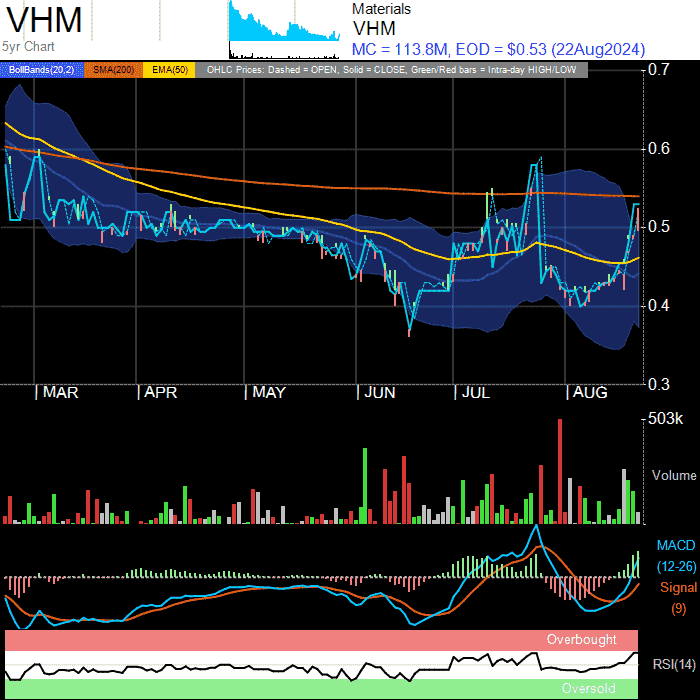 VHM
5yr Chart
Materials
VHM
MC = 113.8M, EOD = $0.53 (22Aug2024)
BollBands(20,2) SMA(200) EMA(50) OHLC Prices: Dashed = OPEN, Solid = CLOSE, Green/Red bars = Intra-day HIGH/LOW
0.7
0.6
0.5
0.4
0.3
| MAR | APR | MAY | JUN | JUL | AUG
503k
Volume
MACD
(12-26)
Signal
(9)
Overbought
RSI(14)
Oversold